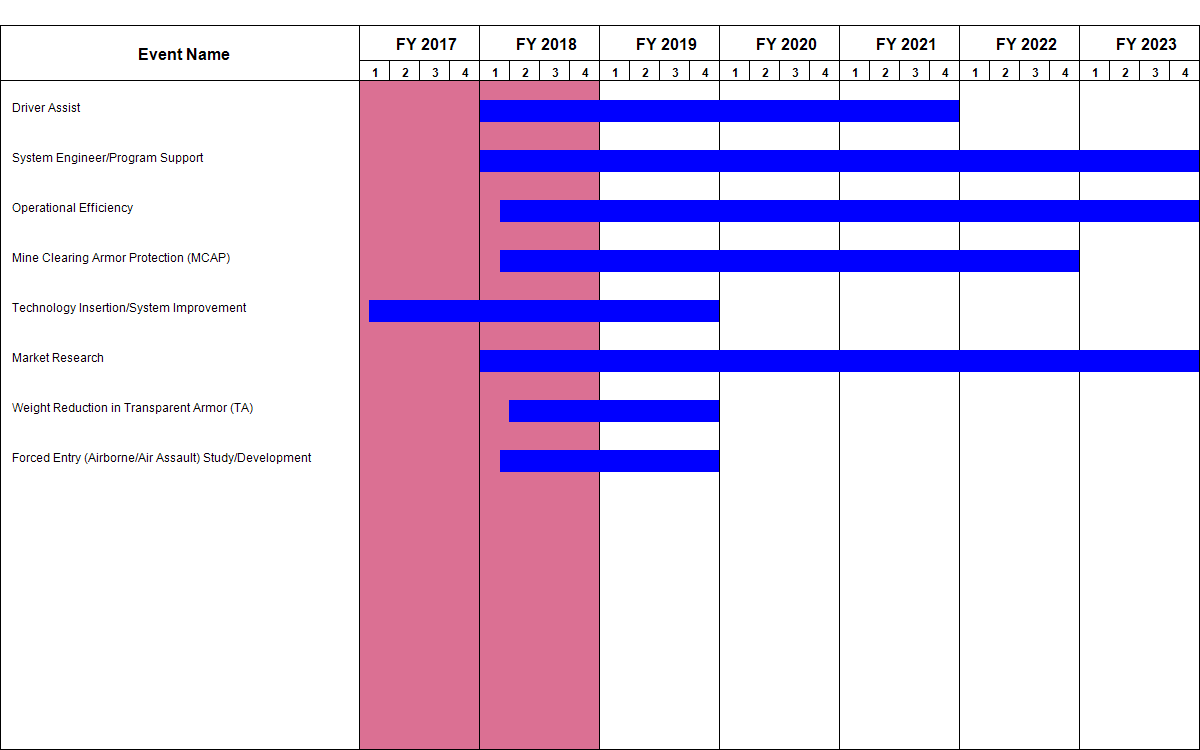 Event Name
FY 2017 FY 2018 FY 2019 FY 2020 FY 2021 FY 2022 FY 2023
1 2 3 4 1 2 3 4 1 2 3 4 1 2 3 4 1 2 3 4 1 2 3 4 1 2 3 4
Driver Assist
System Engineer/Program Support
Operational Efficiency
Mine Clearing Armor Protection (MCAP)
Technology Insertion/System Improvement
Market Research
Weight Reduction in Transparent Armor (TA)
Forced Entry (Airborne/Air Assault) Study/Development